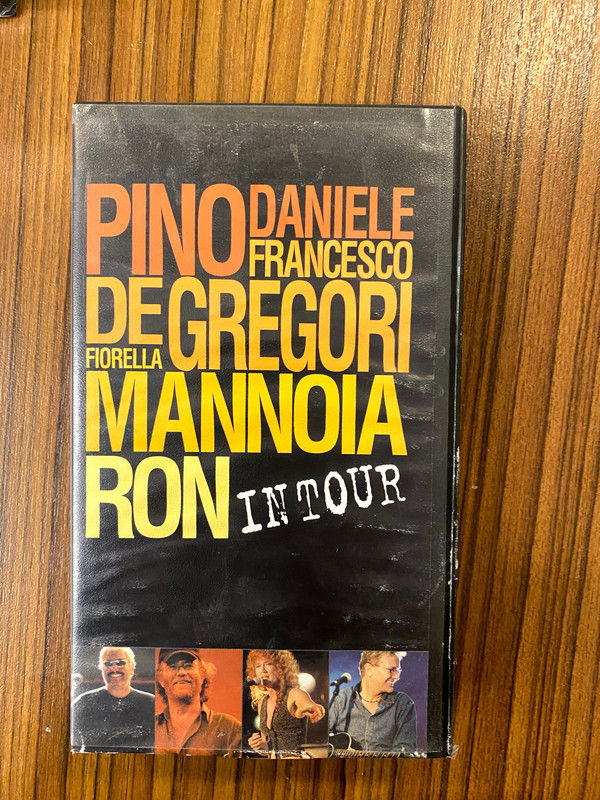 PINO DANIELE
FRANCESCO
DE GREGORI
FIORELLA
MANNOIA
RON IN TOUR